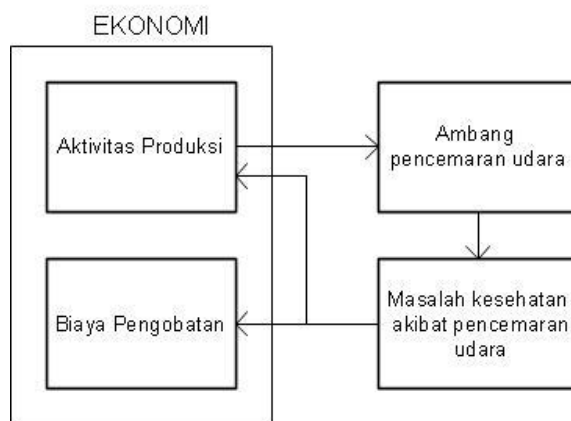 EKONOMI
Aktivitas Produksi
Ambang
pencemaran udara
Biaya Pengobatan
Masalah kesehatan
akibat pencemaran
udara